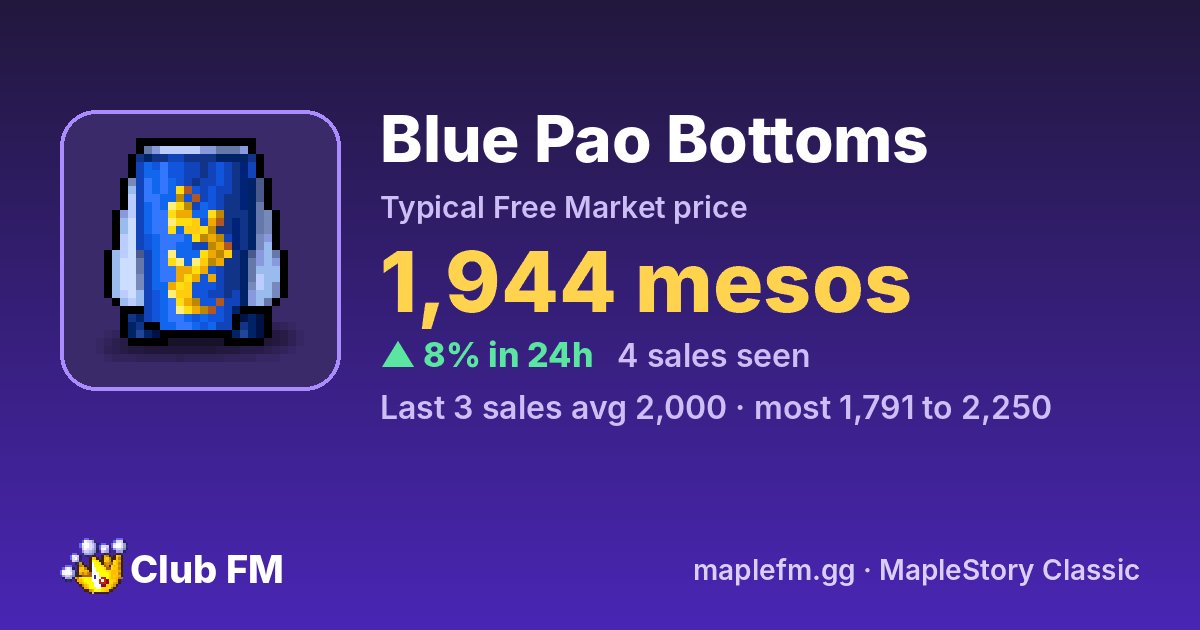 Blue Pao Bottoms
Typical Free Market price
1,944 mesos
▲ 8% in 24h 4 sales seen
Last 3 sales avg 2,000 · most 1,791 to 2,250
Club FM
maplefm.gg · MapleStory Classic